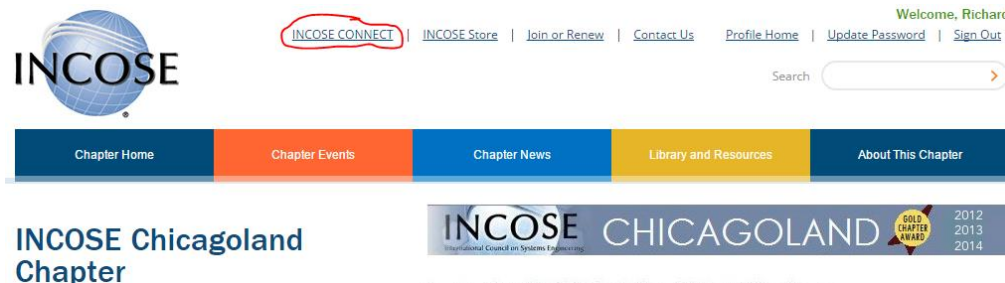 Welcome, Richard
INCOSE CONNECT | INCOSE Store | Join or Renew | Contact Us Profile Home | Update Password | Sign Out
INCOSE
Search
Chapter Home Chapter Events Chapter News Library and Resources About This Chapter
INCOSE Chicagoland
Chapter
INCOSE
International Council on Systems Engineering
CHICAGOLAND
GOLD
CHAPTER
AWARD
2012
2013
2014